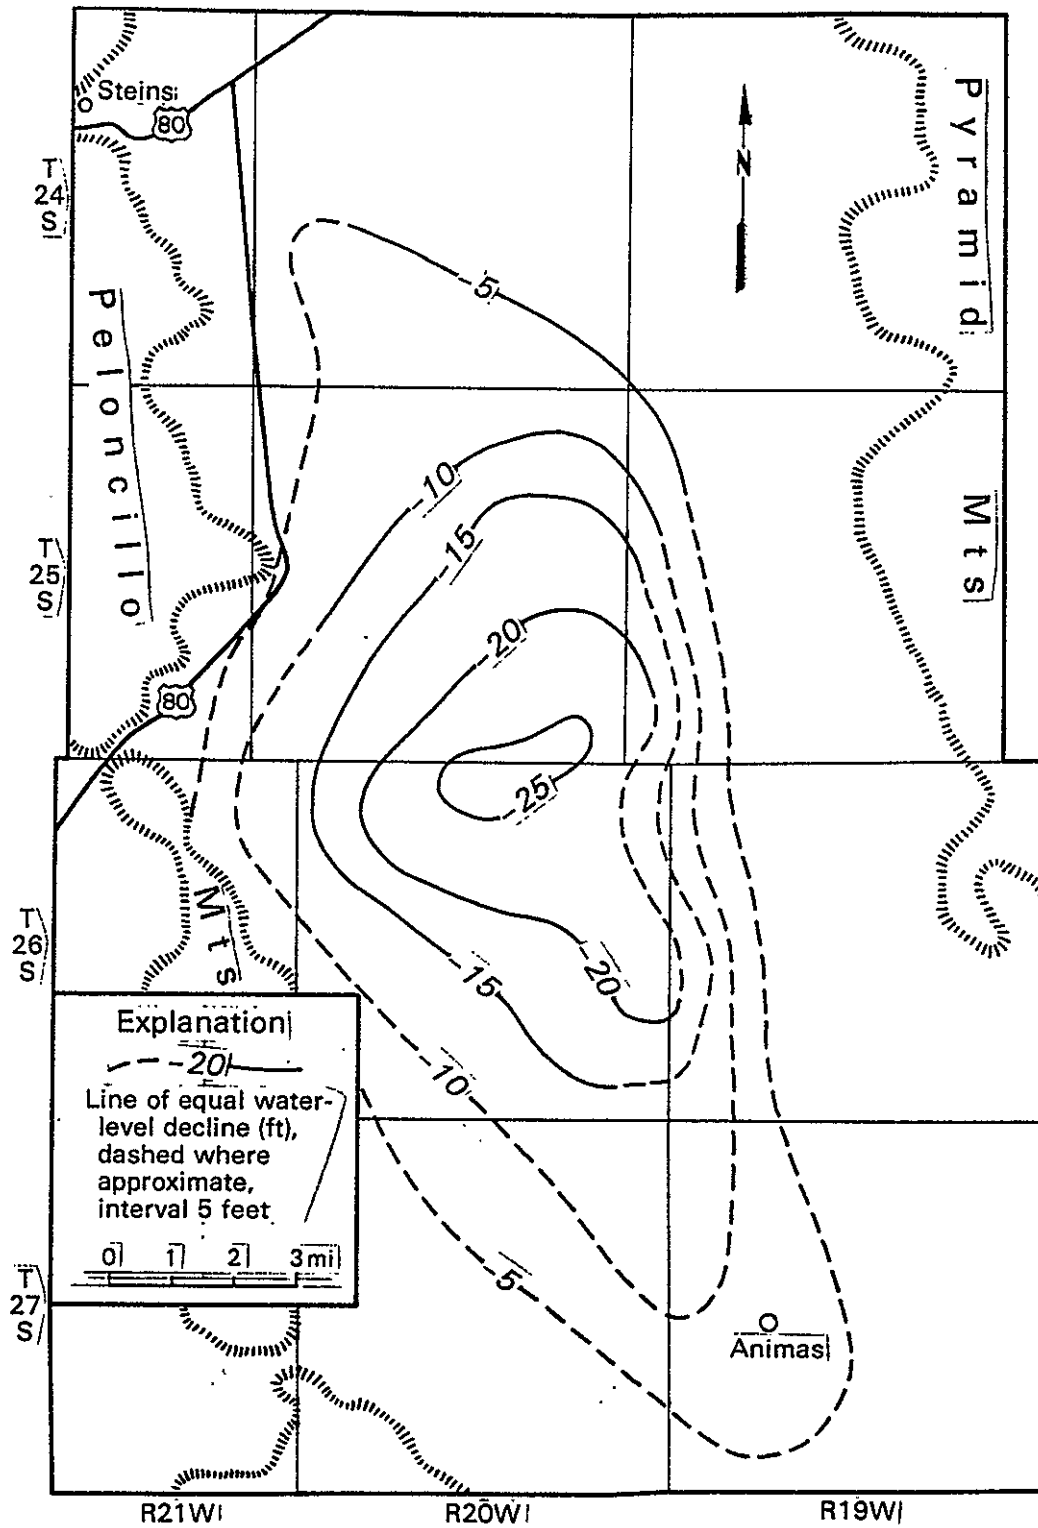 Steins
80
T
24
S
N
Pyramid
Mts
5
Peloncillo
Mts
10
15
20
25
T
25
S
80
T
26
S
20
15
10
5
Explanation
20
Line of equal water-
level decline (ft),
dashed where
approximate,
interval 5 feet
0 1 2 3 mi
T
27
S
Animas
R21W R20W R19W